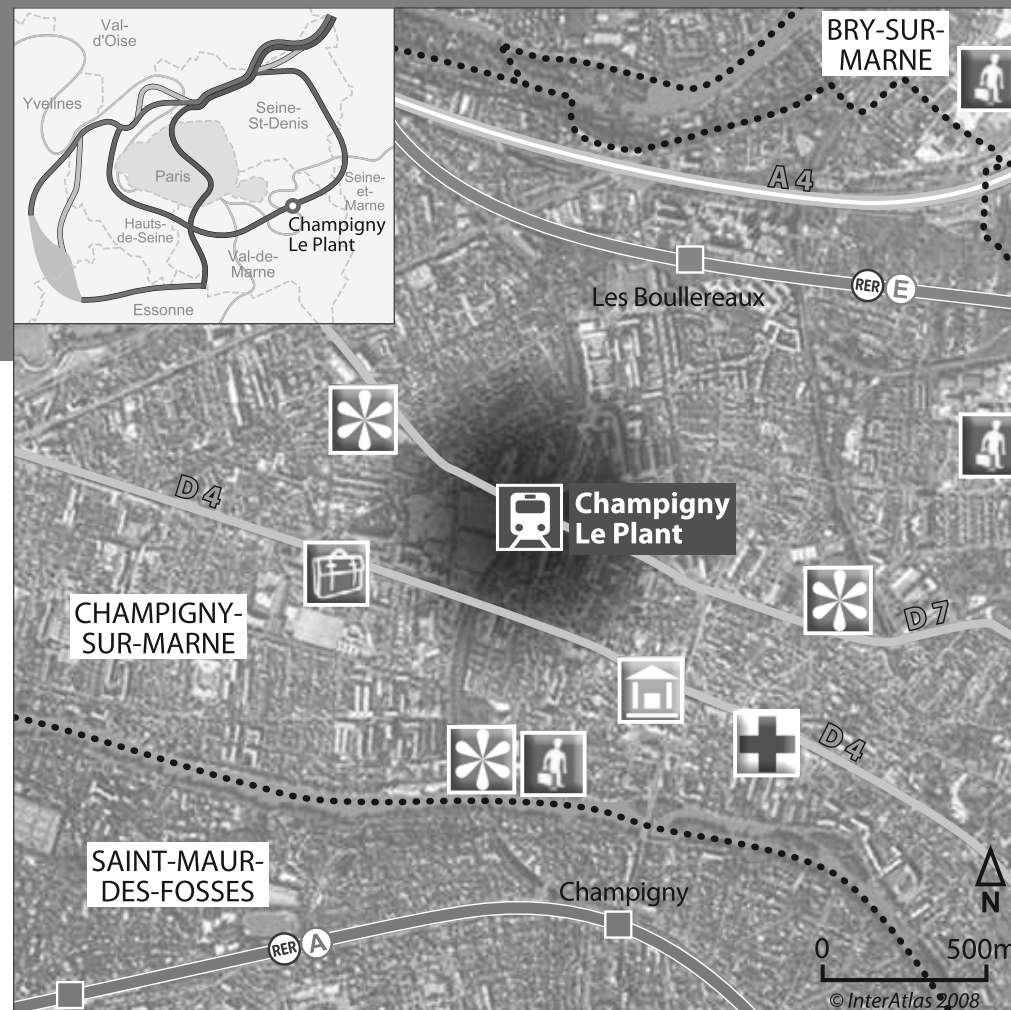 Val-
d'Oise
Yvelines
Seine-
St-Denis
Paris
Seine-
et-
Marne
Hauts-
de-Seine
Champigny
Le Plant
Val-de-
Marne
Essonne
BRY-SUR-
MARNE
A 4
Les Boullereaux
RER E
D 4
Champigny
Le Plant
CHAMPIGNY-
SUR-MARNE
D 7
D 4
SAINT-MAUR-
DES-FOSSES
Champigny
N
RER A
0 500m
© InterAtlas 2008